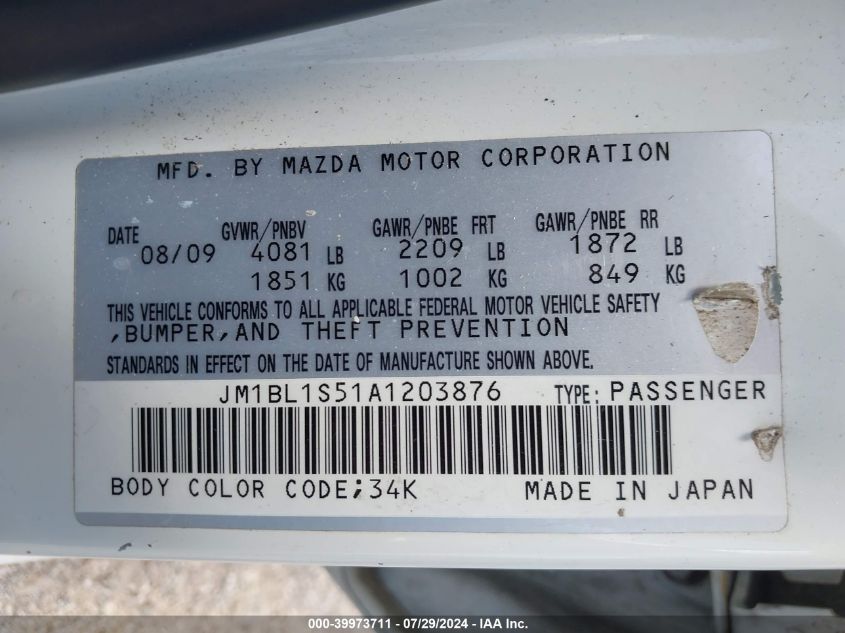 MFD. BY MAZDA MOTOR CORPORATION
DATE GVWR/PNBV GAWR/PNBE FRT GAWR/PNBE RR
08/09 4081 LB 2209 LB 1872 LB
1851 KG 1002 KG 849 KG
THIS VEHICLE CONFORMS TO ALL APPLICABLE FEDERAL MOTOR VEHICLE SAFETY
,BUMPER,AND THEFT PREVENTION
STANDARDS IN EFFECT ON THE DATE OF MANUFACTURE SHOWN ABOVE.
JM1BL1S51A1203876 TYPE: PASSENGER
BODY COLOR CODE;34K MADE IN JAPAN
000-39973711 - 07/29/2024 - IAA Inc.